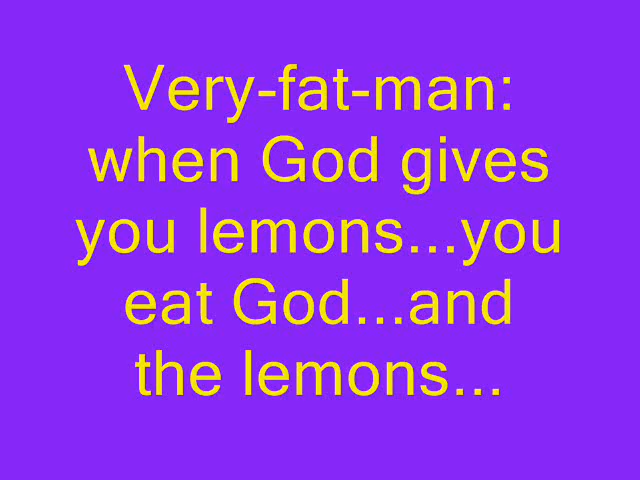 Very-fat-man:
when God gives
you lemons...you
eat God...and
the lemons...